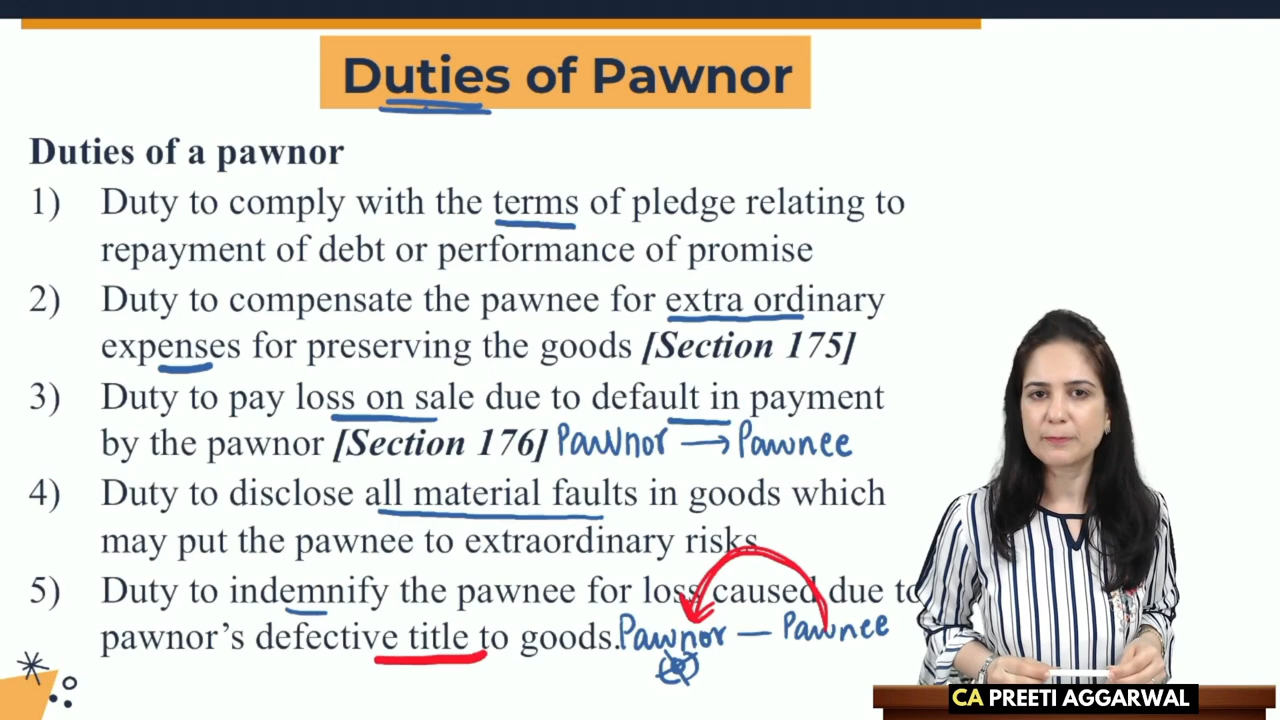 Duties of Pawnor
Duties of a pawnor
1) Duty to comply with the terms of pledge relating to
repayment of debt or performance of promise
2) Duty to compensate the pawnee for extra ordinary
expenses for preserving the goods [Section 175]
3) Duty to pay loss on sale due to default in payment
by the pawnor [Section 176] Pawnor → Pawnee
4) Duty to disclose all material faults in goods which
may put the pawnee to extraordinary risks
5) Duty to indemnify the pawnee for loss caused due to
pawnor's defective title to goods. Pawnor — Pawnee
CA PREETI AGGARWAL